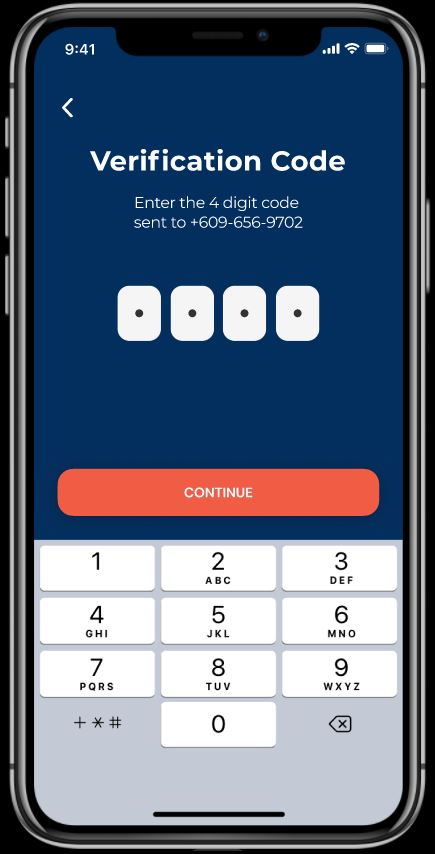 9:41
Verification Code
Enter the 4 digit code
sent to +609-656-9702
CONTINUE
1 2 3
ABC DEF
4 5 6
GHI JKL MNO
7 8 9
PQRS TUV WXYZ
+*# 0